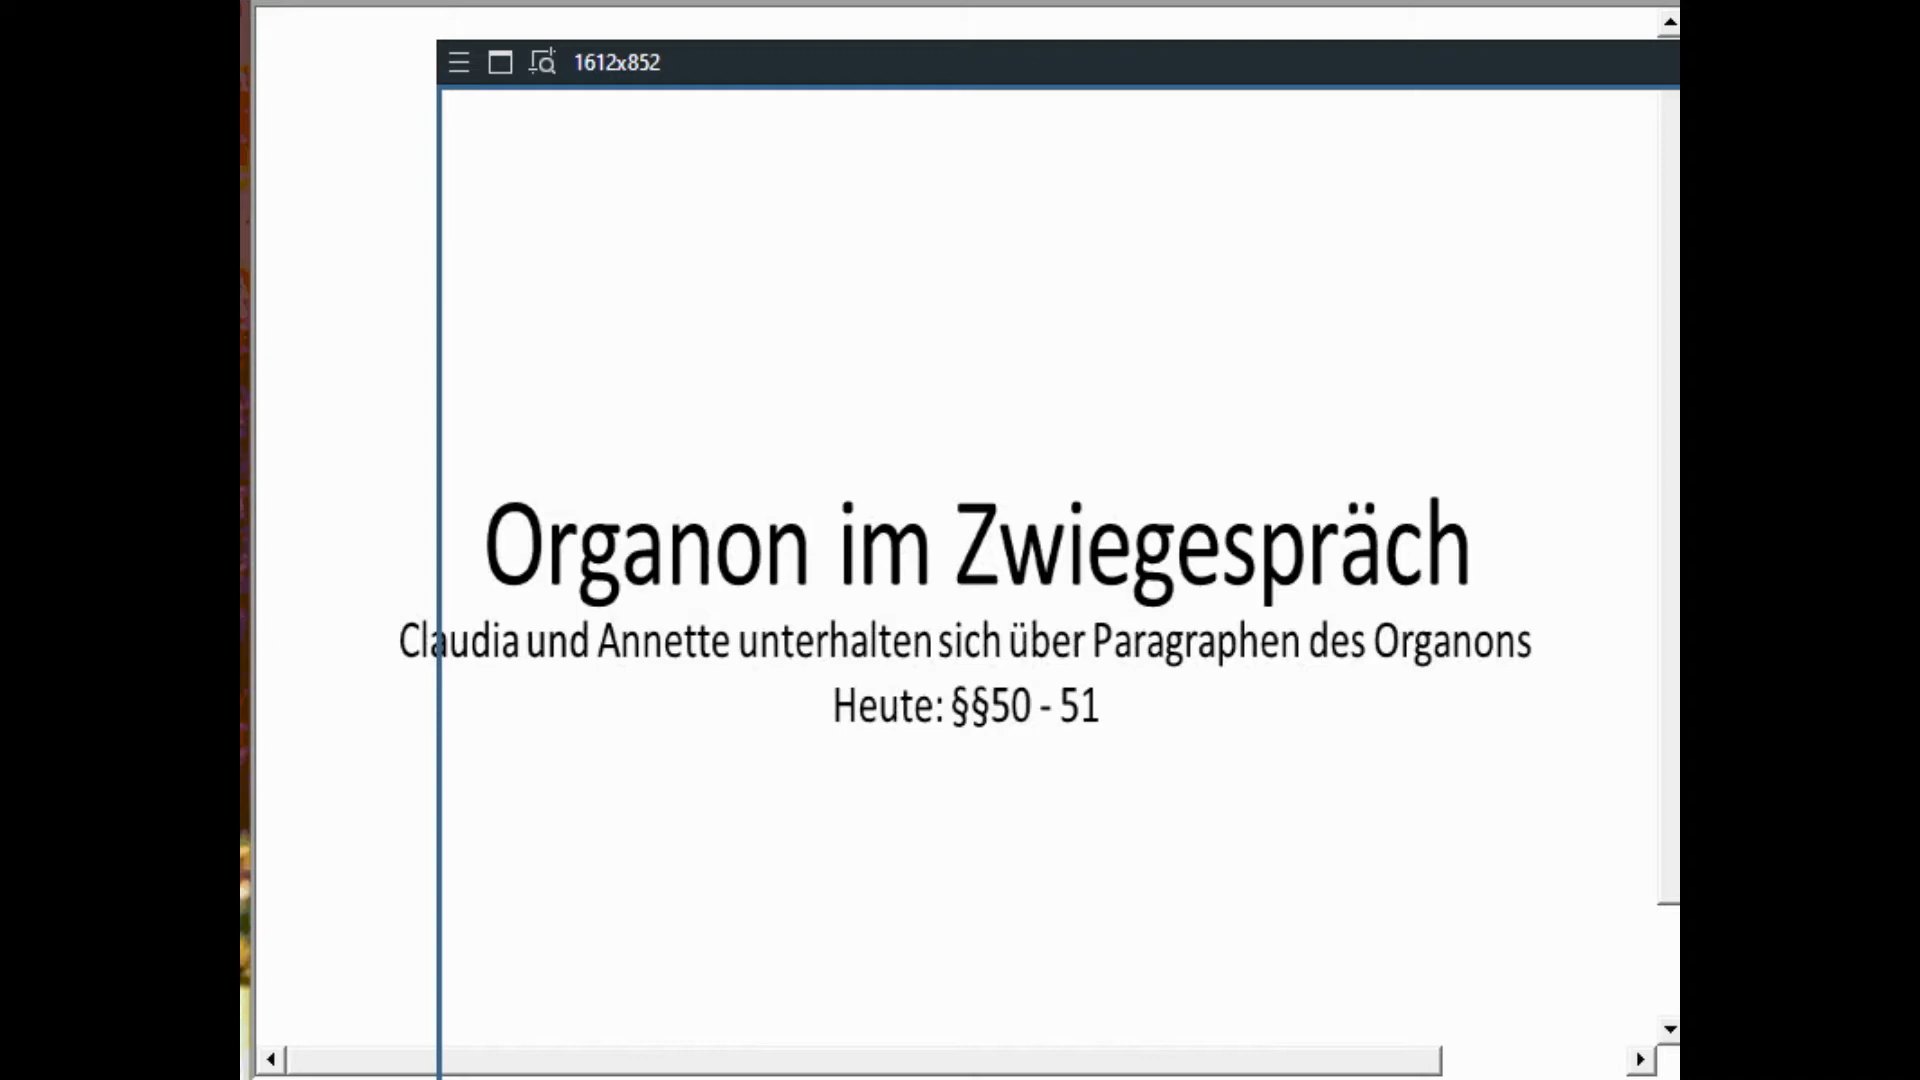 1612x852
Organon im Zwiegespräch
Claudia und Annette unterhalten sich über Paragraphen des Organons
Heute: §§50 - 51